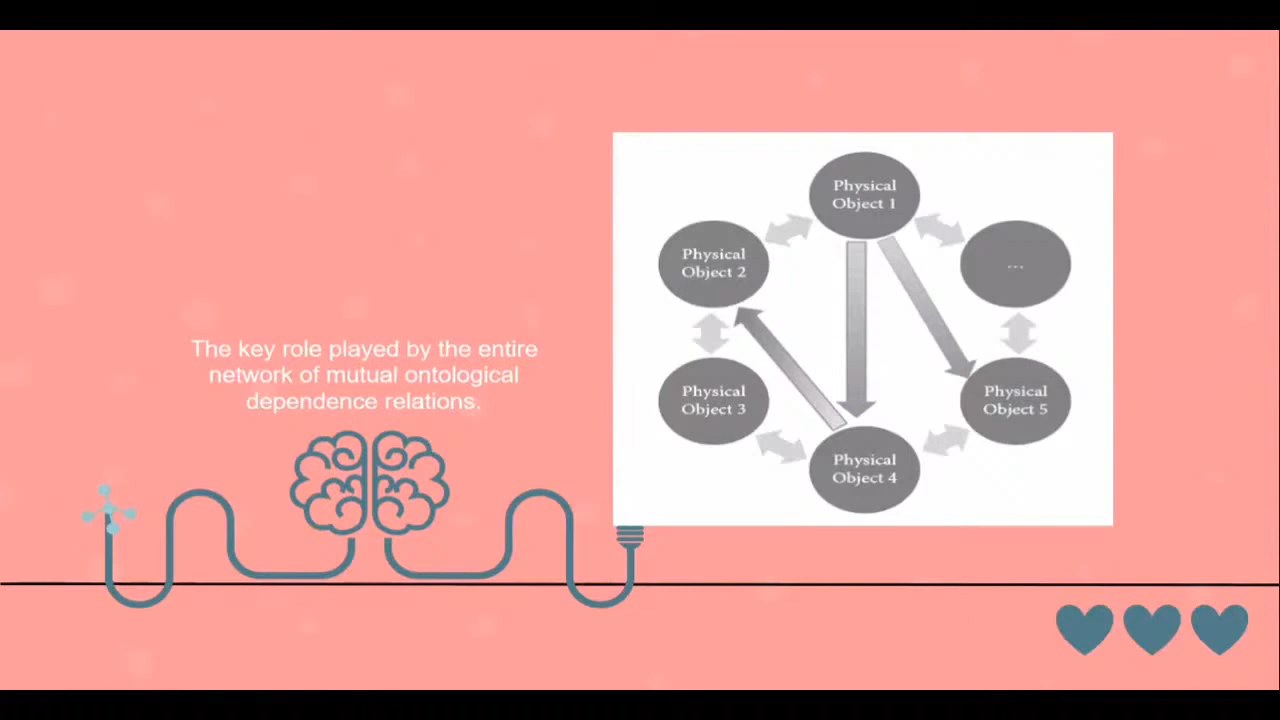 The key role played by the entire
network of mutual ontological
dependence relations.
Physical
Object 1
Physical
Object 2
...
Physical
Object 3
Physical
Object 5
Physical
Object 4